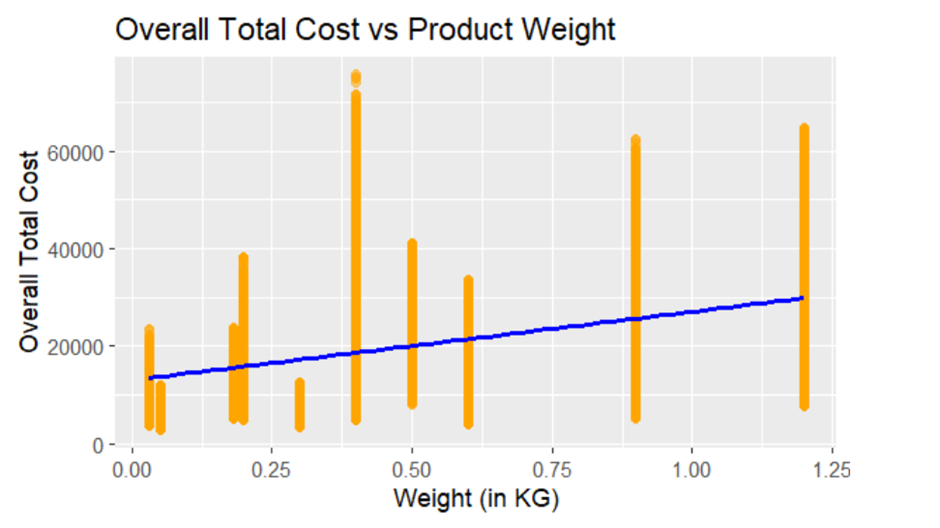 Overall Total Cost vs Product Weight
Overall Total Cost
60000
40000
20000
0
0.00 0.25 0.50 0.75 1.00 1.25
Weight (in KG)